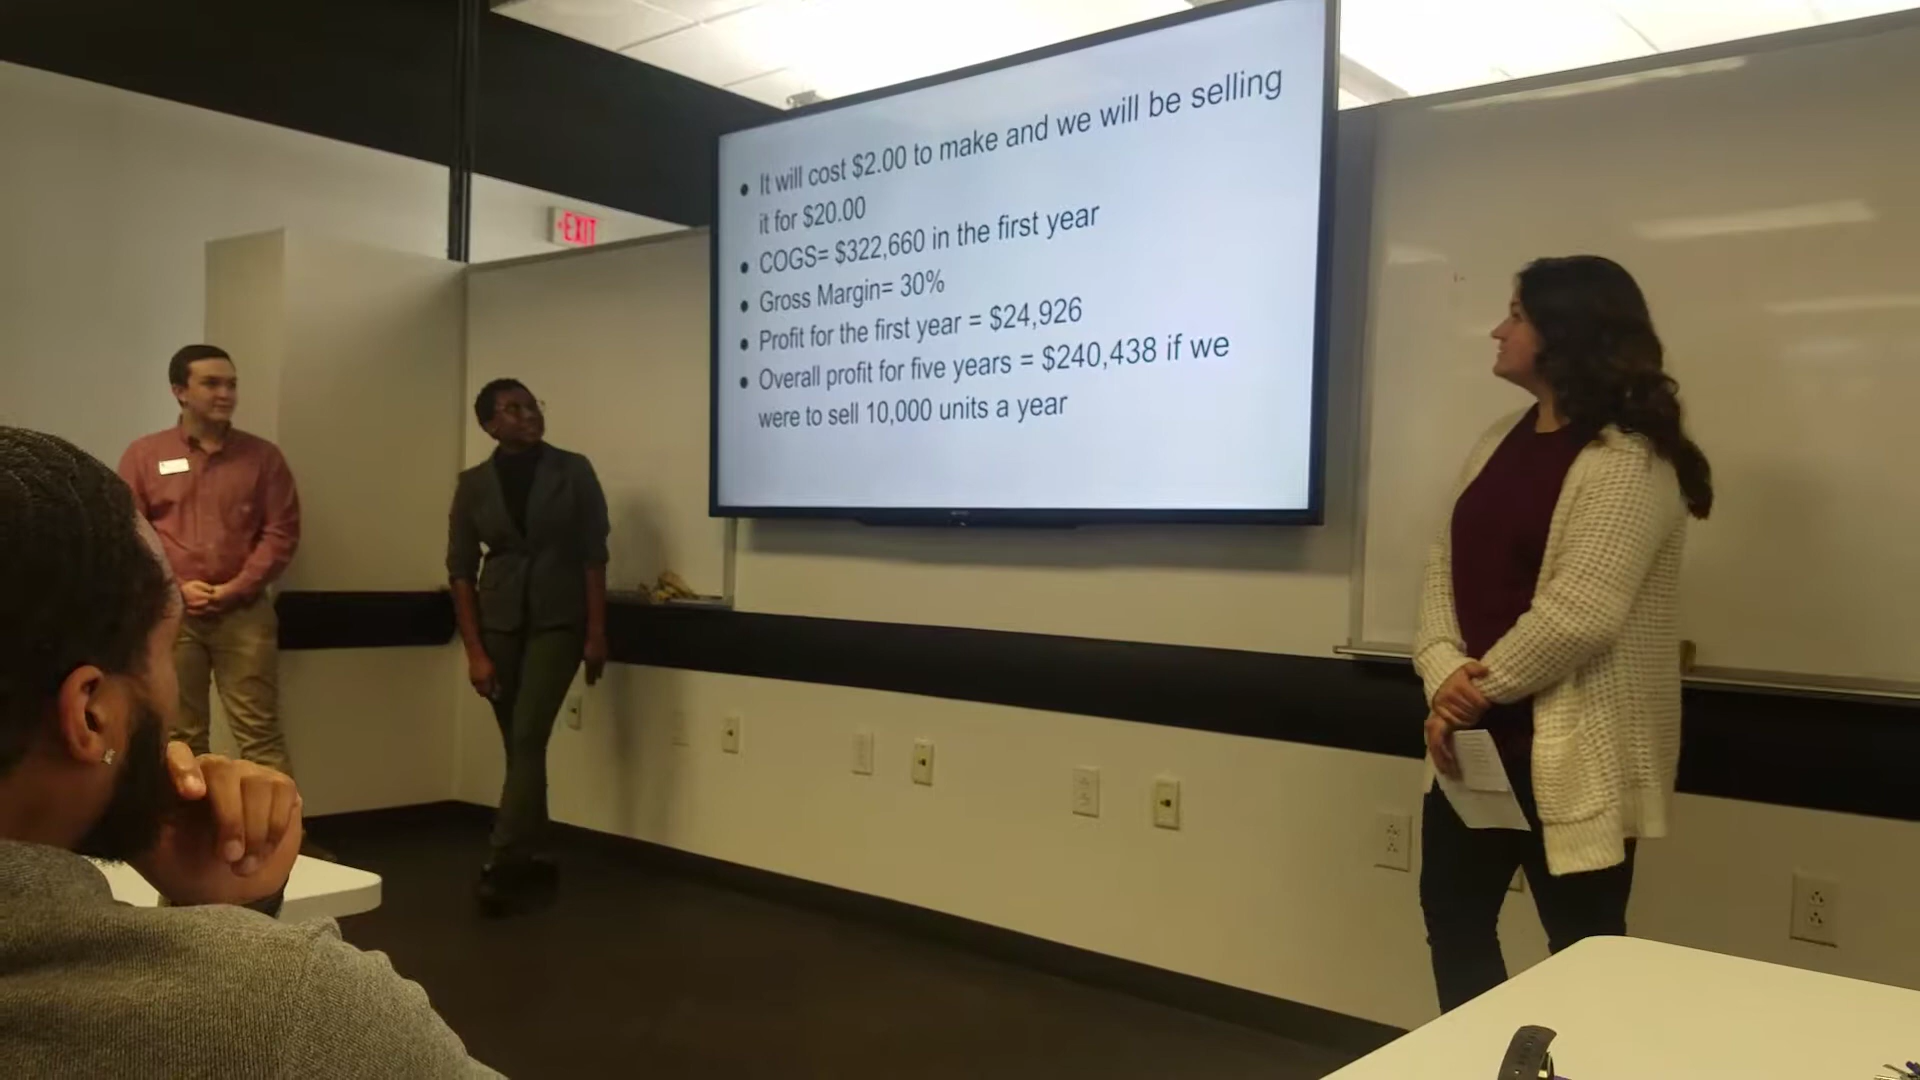 • It will cost $2.00 to make and we will be selling
it for $20.00
• COGS= $322,660 in the first year
• Gross Margin= 30%
• Profit for the first year = $24,926
• Overall profit for five years = $240,438 if we
were to sell 10,000 units a year
EXIT